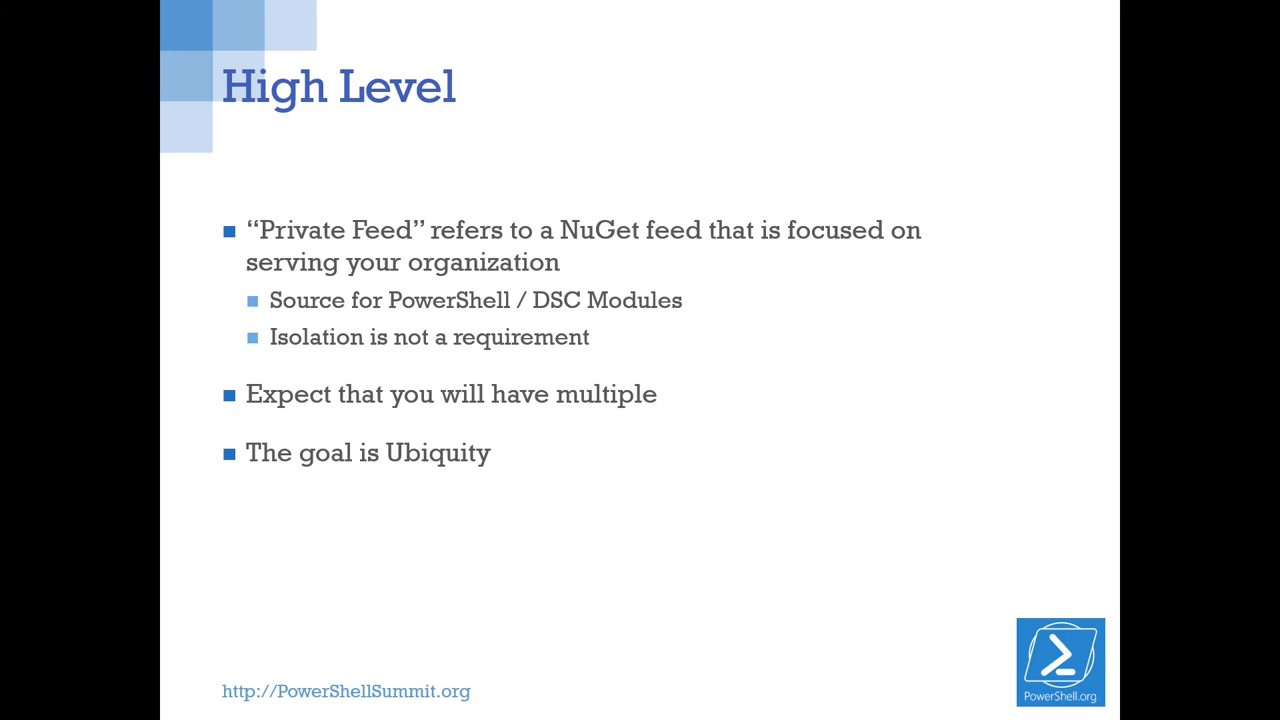 High Level
“Private Feed” refers to a NuGet feed that is focused on
serving your organization
Source for PowerShell / DSC Modules
Isolation is not a requirement
Expect that you will have multiple
The goal is Ubiquity
http://PowerShellSummit.org
PowerShell.org